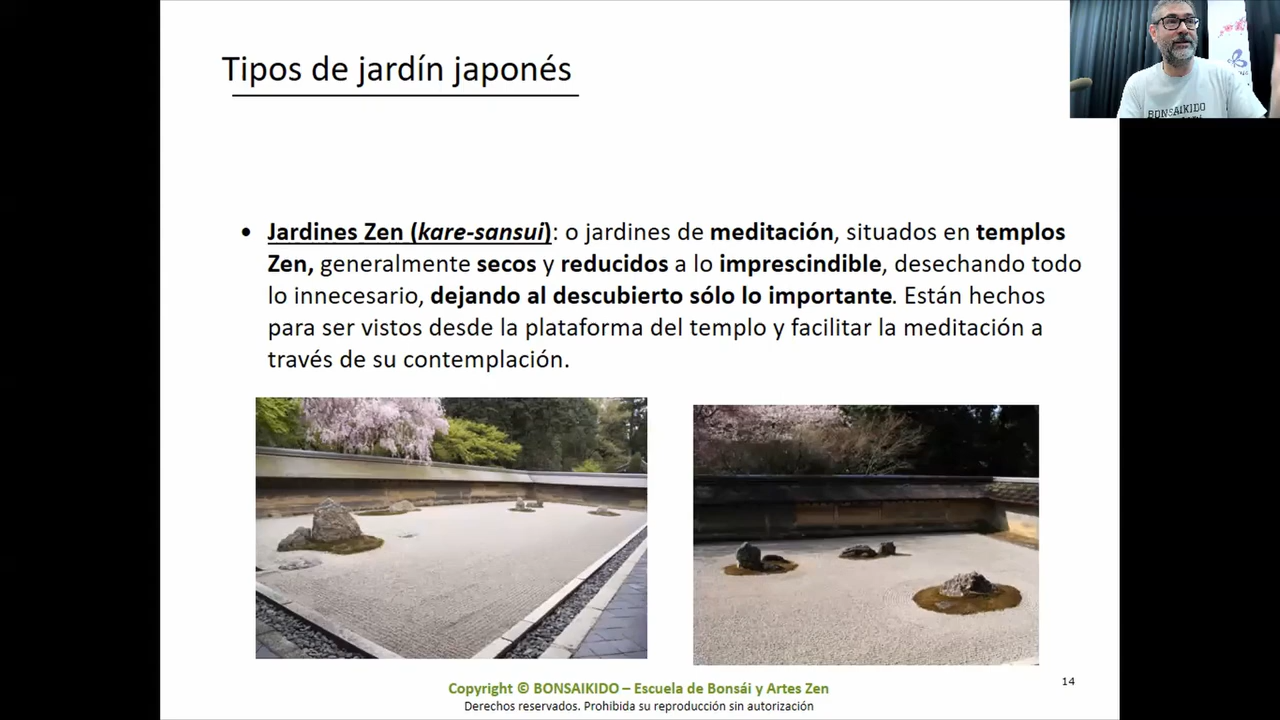 Tipos de jardín japonés
• Jardines Zen (kare-sansui): o jardines de meditación, situados en templos
Zen, generalmente secos y reducidos a lo imprescindible, desechando todo
lo innecesario, dejando al descubierto sólo lo importante. Están hechos
para ser vistos desde la plataforma del templo y facilitar la meditación a
través de su contemplación.
BONSAIKIDO
14
Copyright © BONSAIKIDO – Escuela de Bonsái y Artes Zen
Derechos reservados. Prohibida su reproducción sin autorización